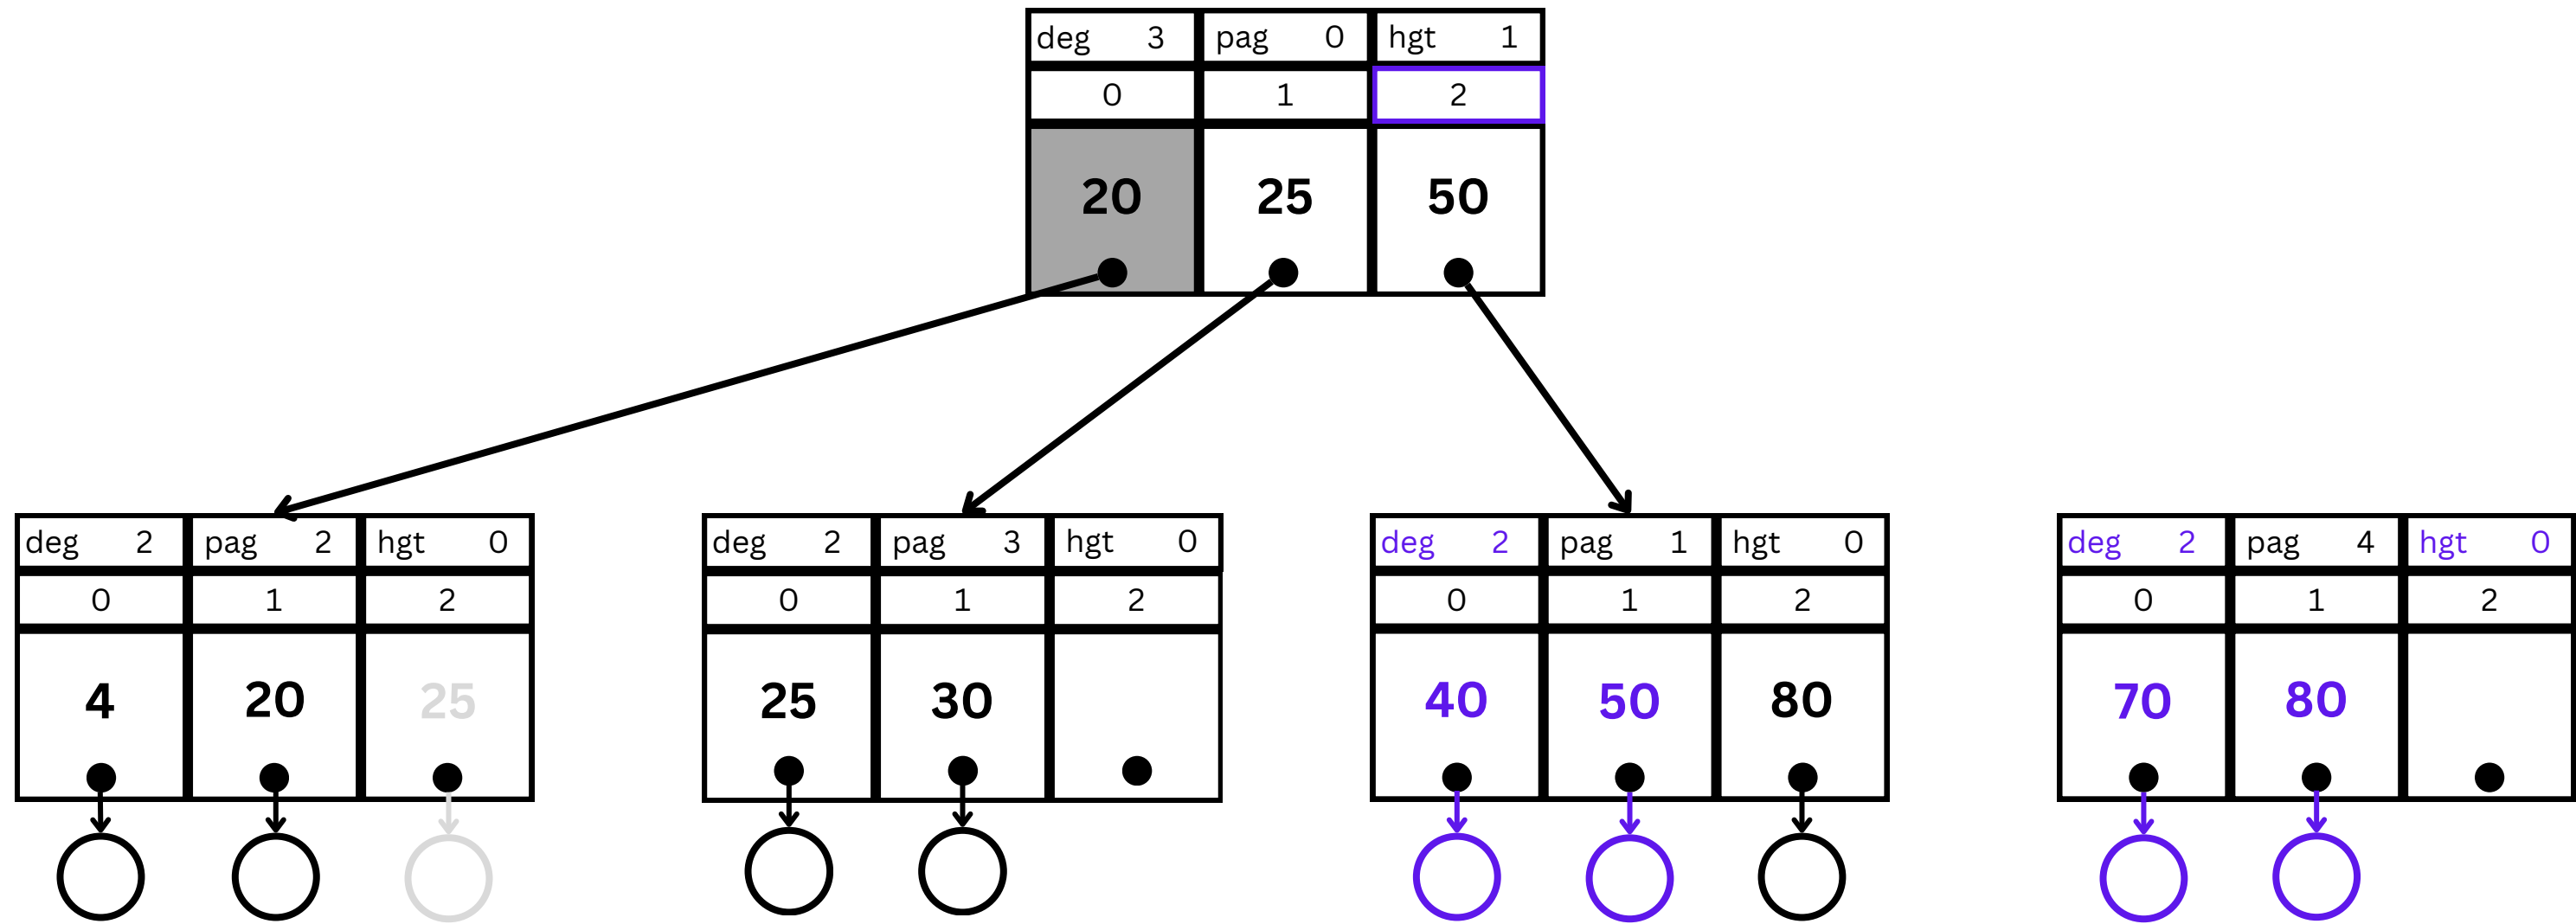 deg 3 pag 0 hgt 1
0 1 2
20 25 50
deg 2 pag 2 hgt 0
0 1 2
4 20 25
deg 2 pag 3 hgt 0
0 1 2
25 30
deg 2 pag 1 hgt 0
0 1 2
40 50 80
deg 2 pag 4 hgt 0
0 1 2
70 80